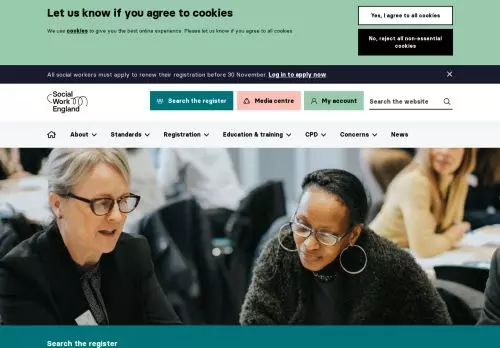 Let us know if you agree to cookies
We use cookies to give you the best online experience. Please let us know if you agree to all cookies.
Yes, I agree to all cookies
No, reject all non-essential
cookies
All social workers must apply to renew their registration before 30 November. Log in to apply now.
Social
Work
England
Search the register
Media centre
My account
Search the website
About
Standards
Registration
Education & training
CPD
Concerns
News
Search the register